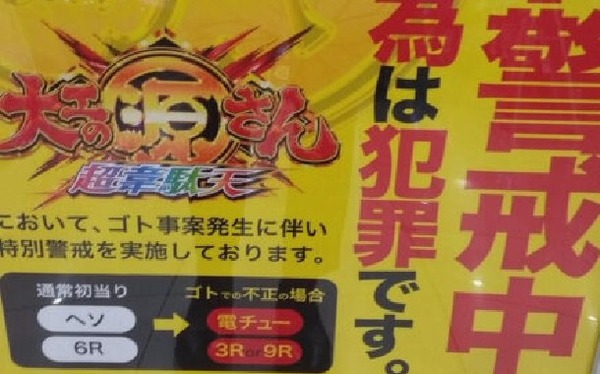 警戒中
為は犯罪です。
大工の源さん
超韋駄天
において、ゴト事案発生に伴い
特別警戒を実施しております。
通常初当り
ヘソ
6R
ゴトでの不正の場合
電チュー
3R or 9R